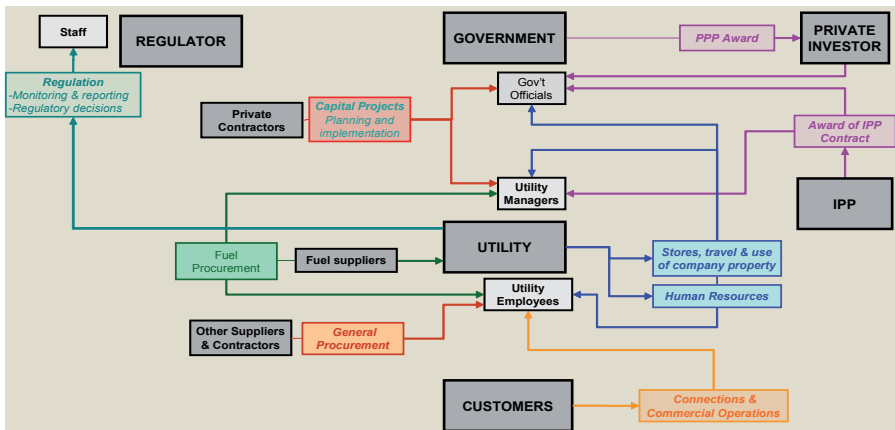 Staff
REGULATOR
GOVERNMENT
PPP Award
PRIVATE
INVESTOR
Regulation
-Monitoring & reporting
-Regulatory decisions
Gov't
Officials
Private
Contractors
Capital Projects
Planning and
implementation
Award of IPP
Contract
Utility
Managers
IPP
UTILITY
Fuel
Procurement
Fuel suppliers
Stores, travel & use
of company property
Utility
Employees
Human Resources
Other Suppliers
& Contractors
General
Procurement
CUSTOMERS
Connections &
Commercial Operations